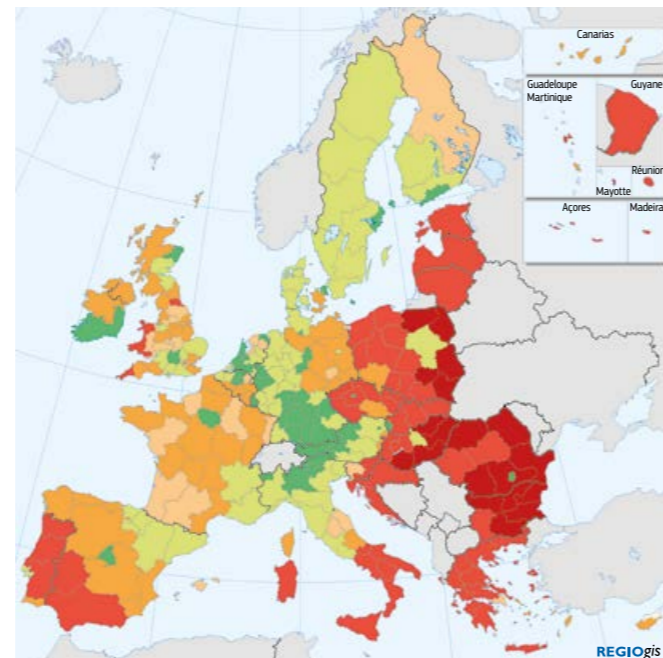 Canarias
Guadeloupe
Martinique
Guyane
Réunion
Mayotte
Açores
Madeira
REGIOgis